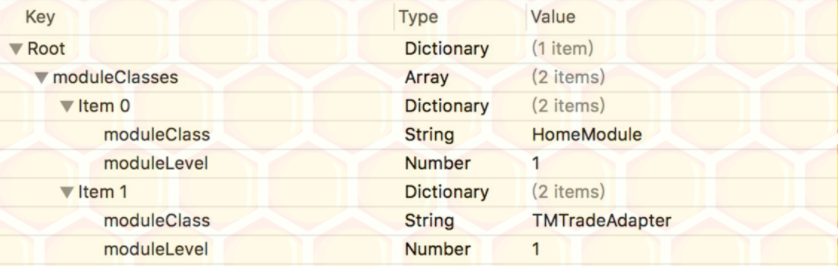 Key Type Value
Root Dictionary (1 item)
moduleClasses Array (2 items)
Item 0 Dictionary (2 items)
moduleClass String HomeModule
moduleLevel Number 1
Item 1 Dictionary (2 items)
moduleClass String TMTradeAdapter
moduleLevel Number 1